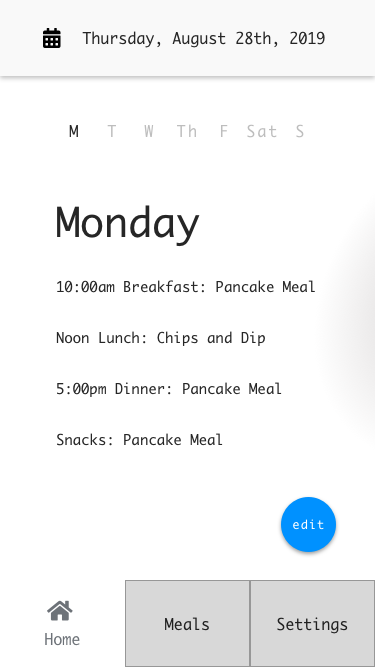 Thursday, August 28th, 2019
M T W Th F Sat S
Monday
10:00am Breakfast: Pancake Meal
Noon Lunch: Chips and Dip
5:00pm Dinner: Pancake Meal
Snacks: Pancake Meal
edit
Home Meals Settings